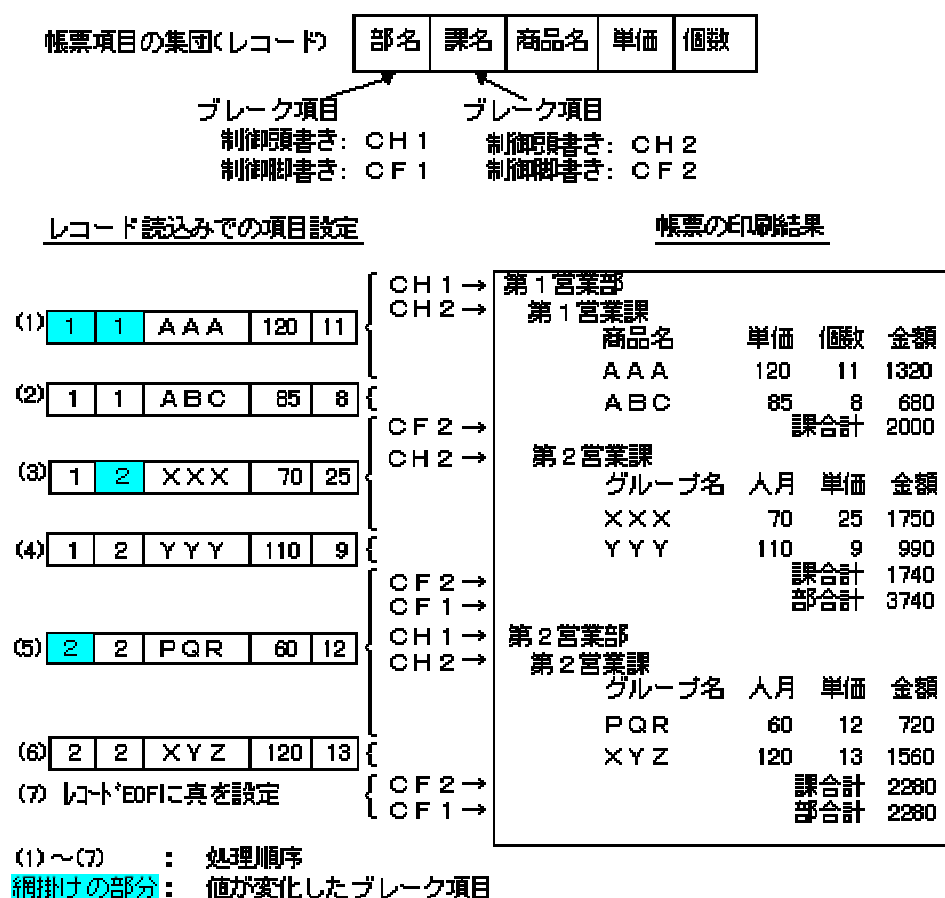 帳票項目の集団(レコード) 部名 課名 商品名 単価 個数
ブレーク項目 ブレーク項目
制御頭書き: CH1 制御頭書き: CH2
制御脚書き: CF1 制御脚書き: CF2
レコード読込みでの項目設定 帳票の印刷結果
CH1→ 第1営業部
CH2→ 第1営業課
(1) 1 1 AAA 120 11
商品名 単価 個数 金額
AAA 120 11 1320
(2) 1 1 ABC 85 8
ABC 85 8 680
CF2→ 課合計 2000
CH2→ 第2営業課
(3) 1 2 XXX 70 25
グループ名 人月 単価 金額
XXX 70 25 1750
(4) 1 2 YYY 110 9
YYY 110 9 990
CF2→ 課合計 1740
CF1→ 部合計 3740
CH1→ 第2営業部
(5) 2 2 PQR 60 12
CH2→ 第2営業課
グループ名 人月 単価 金額
PQR 60 12 720
(6) 2 2 XYZ 120 13
XYZ 120 13 1560
(7) レコードEOFに真を設定
CF2→ 課合計 2280
CF1→ 部合計 2280
(1)~(7) : 処理順序
網掛けの部分: 値が変化したブレーク項目